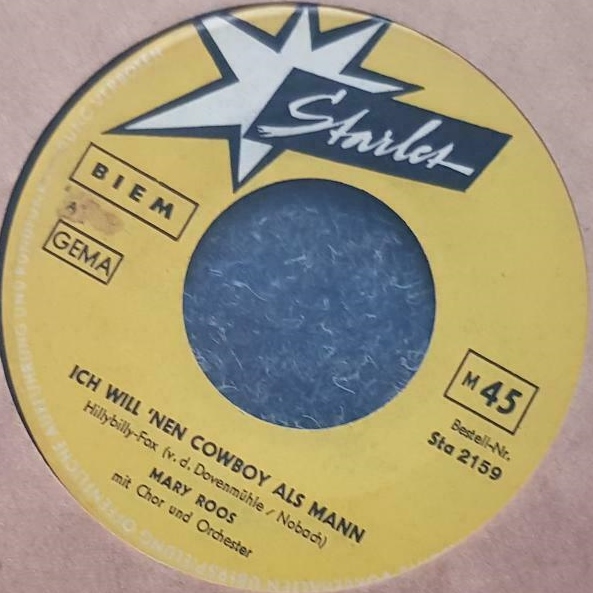 Starlet
BIEM
A
GEMA
M 45
Bestell-Nr.
Sta 2159
ICH WILL 'NEN COWBOY ALS MANN
Hillybilly-Fox (v. d. Dovenmühle / Nobach)
MARY ROOS
mit Chor und Orchester